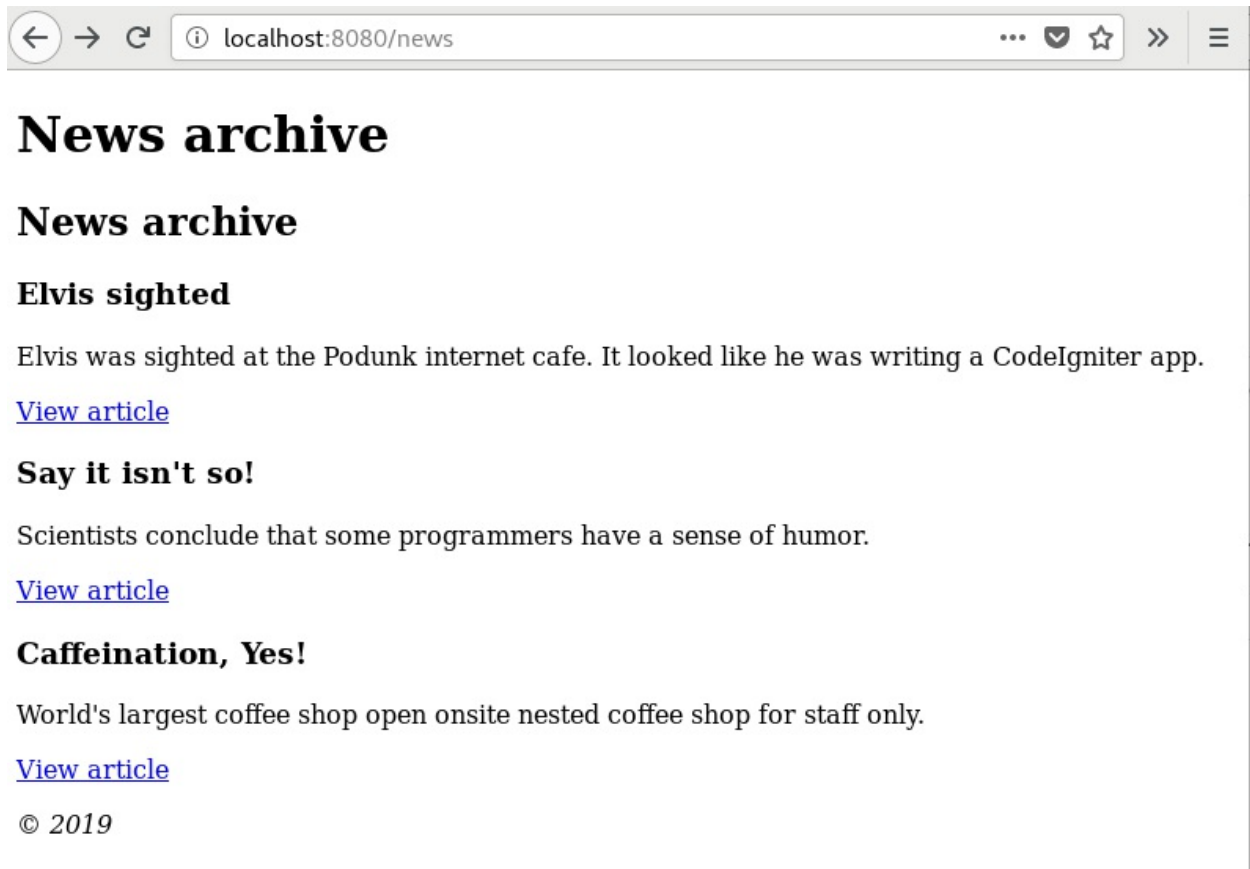 localhost:8080/news
News archive
News archive
Elvis sighted
Elvis was sighted at the Podunk internet cafe. It looked like he was writing a CodeIgniter app.
View article
Say it isn't so!
Scientists conclude that some programmers have a sense of humor.
View article
Caffeination, Yes!
World's largest coffee shop open onsite nested coffee shop for staff only.
View article
© 2019